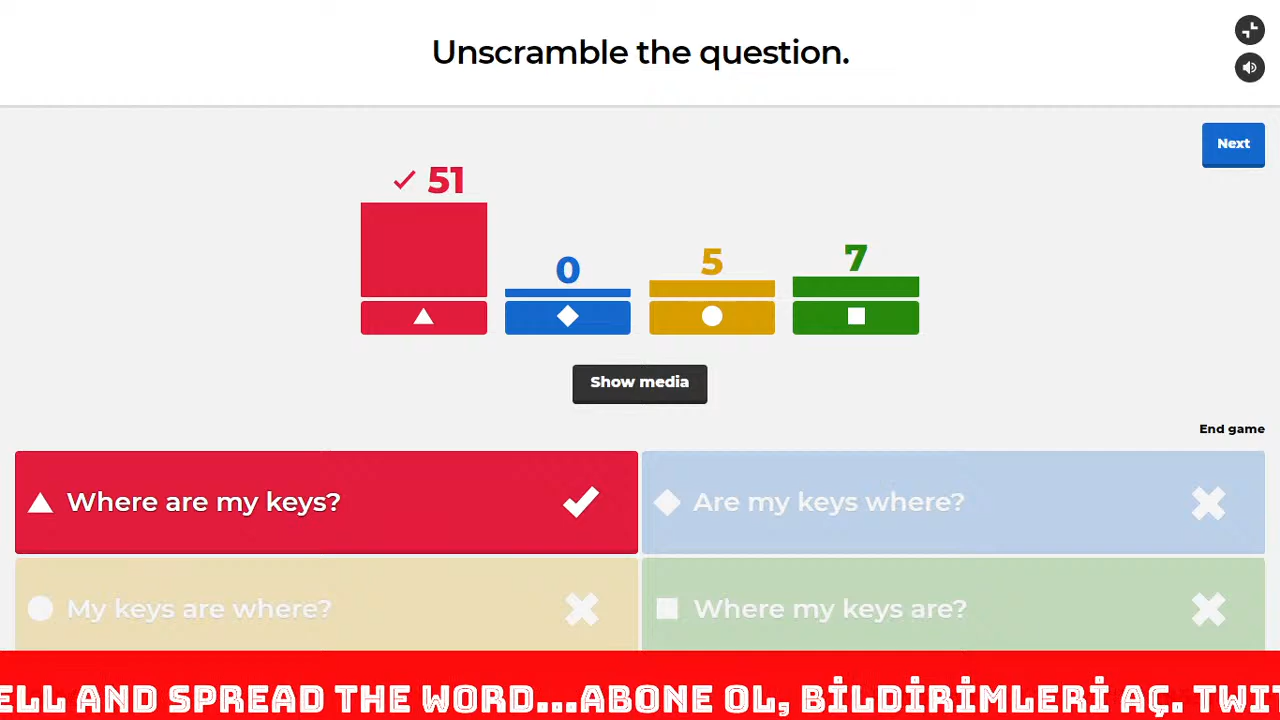 Unscramble the question.
Next
51
0
5
7
Show media
End game
Where are my keys?
Are my keys where?
My keys are where?
Where my keys are?
AND SPREAD THE WORD...ABONE OL, BİLDİRİMLERİ AÇ.